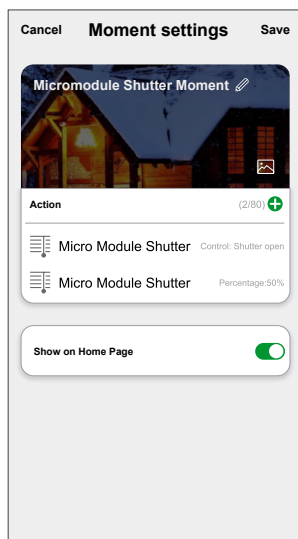 Cancel Moment settings Save
Micromodule Shutter Moment
Action (2/80)
Micro Module Shutter Control: Shutter open
Micro Module Shutter Percentage:50%
Show on Home Page